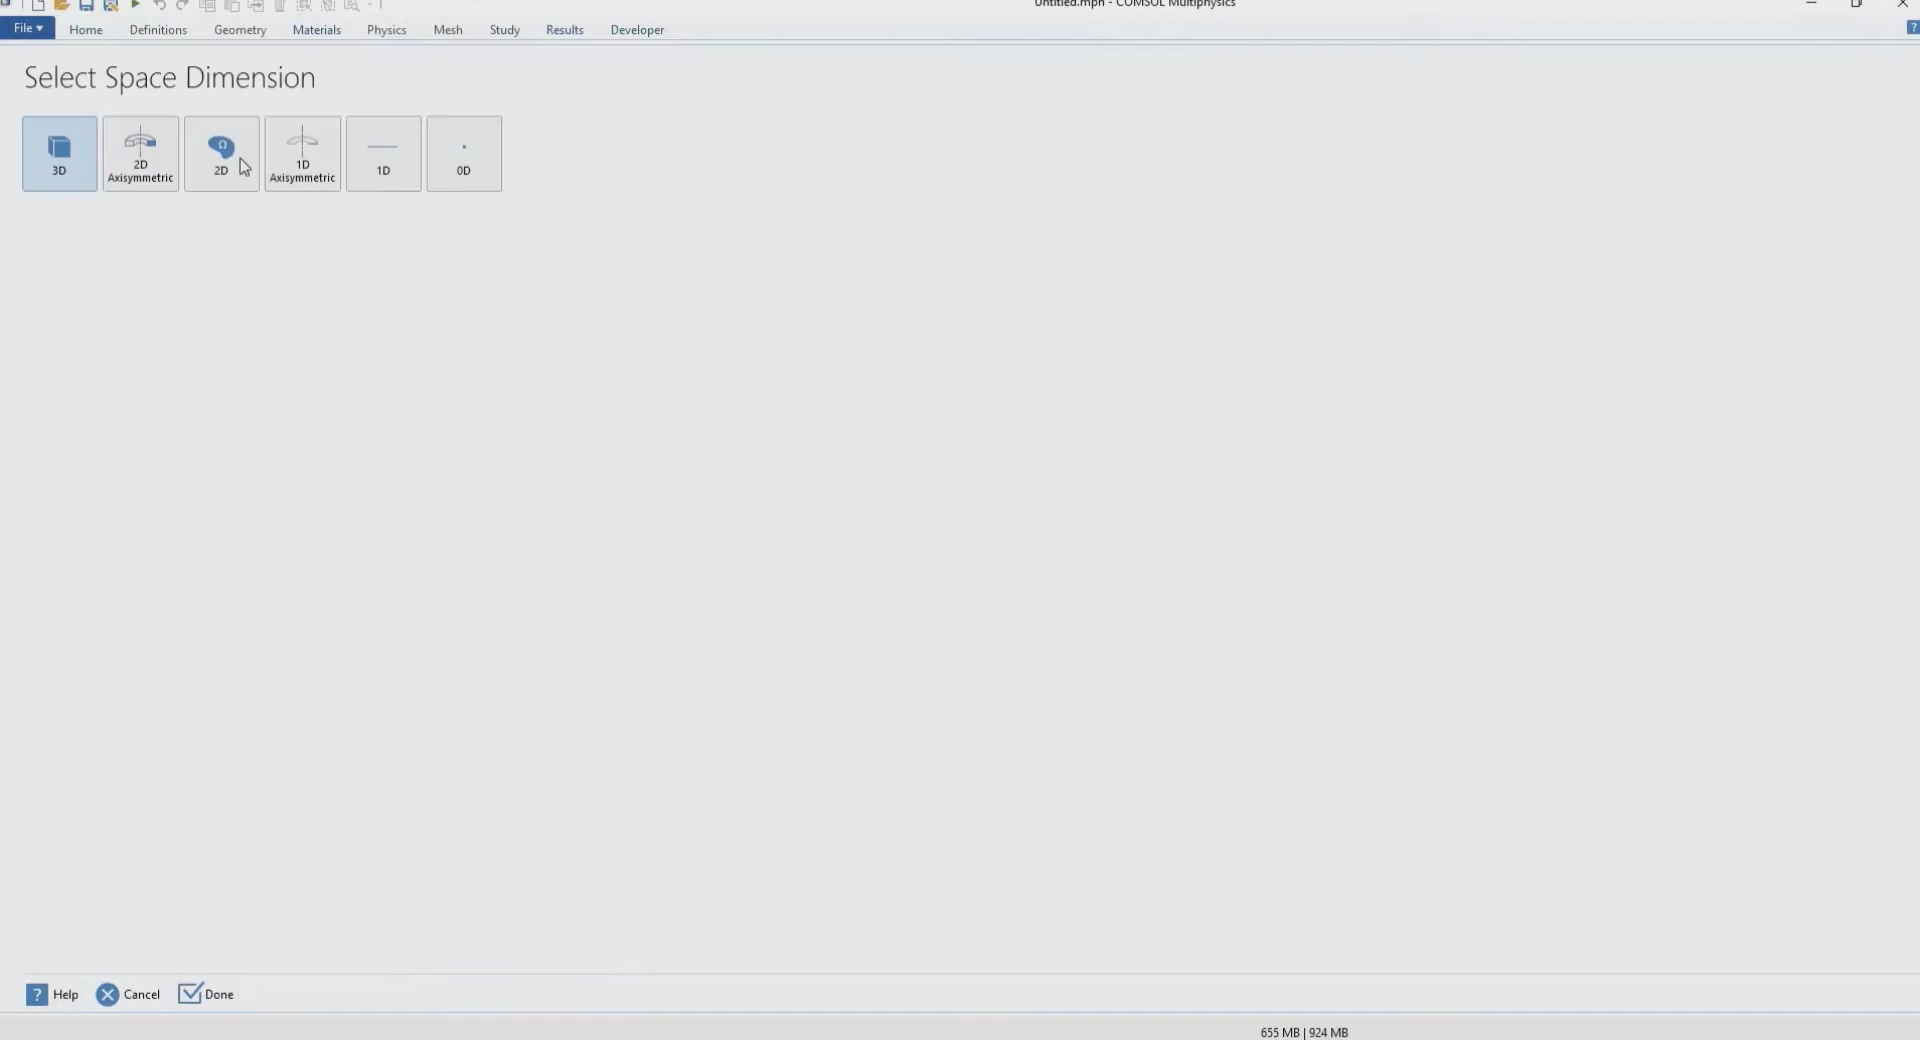 Untitled.mph - COMSOL Multiphysics
File Home Definitions Geometry Materials Physics Mesh Study Results Developer
?
Select Space Dimension
3D
2D
Axisymmetric
Ω
2D
1D
Axisymmetric
1D
0D
? Help Cancel Done
655 MB | 924 MB